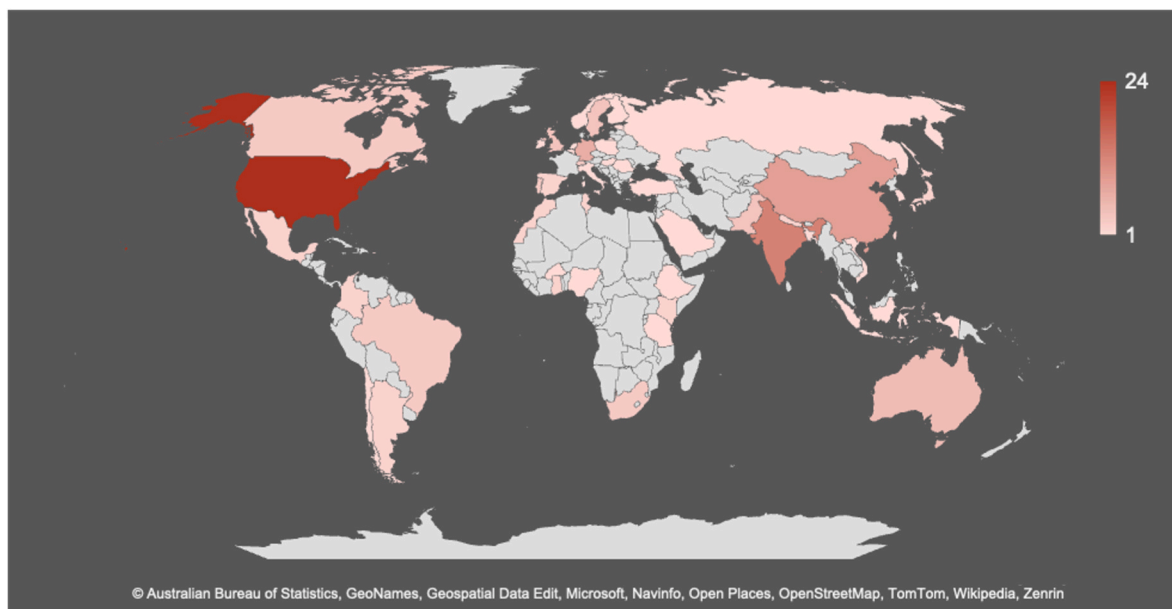 24
1
© Australian Bureau of Statistics, GeoNames, Geospatial Data Edit, Microsoft, Navinfo, Open Places, OpenStreetMap, TomTom, Wikipedia, Zenrin